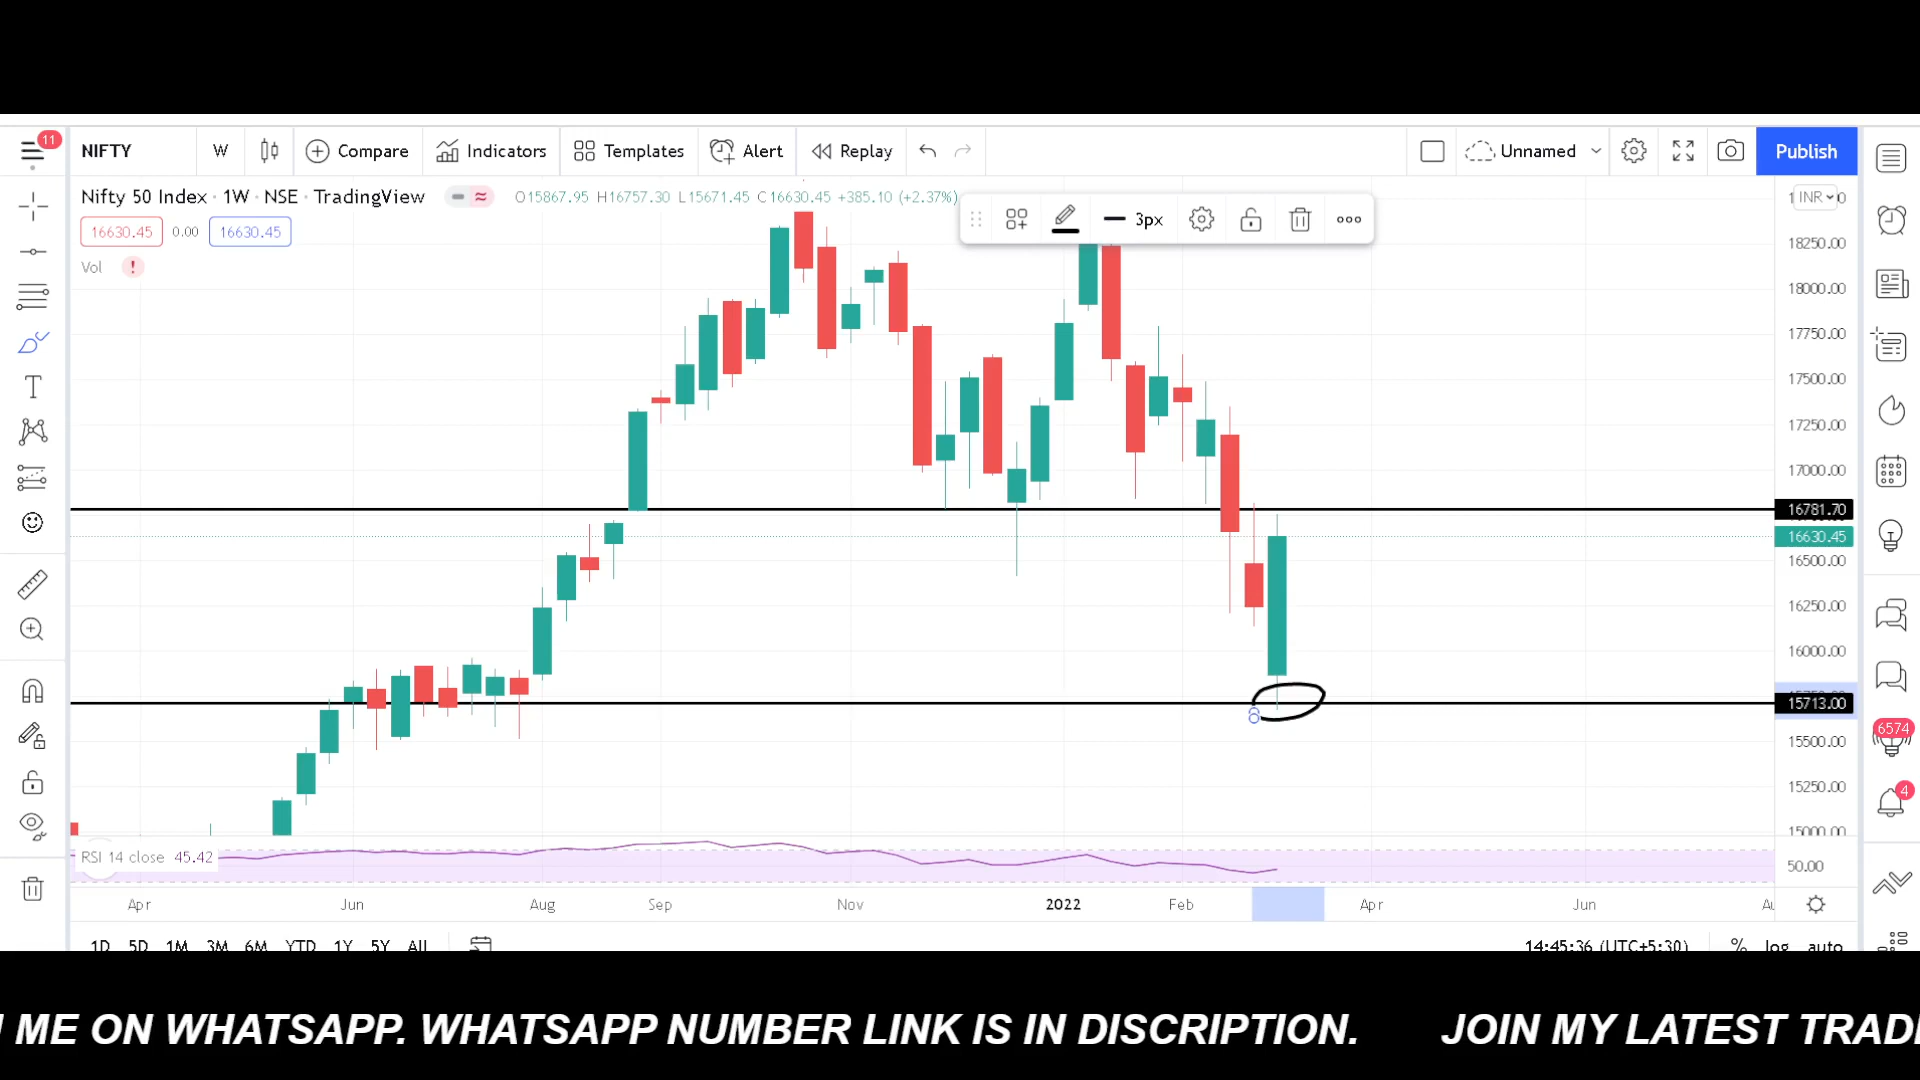 11
NIFTY W Compare Indicators Templates Alert Replay Unnamed Publish
Nifty 50 Index · 1W · NSE · TradingView O15867.95 H16757.30 L15671.45 C16630.45 +385.10 (+2.37%) INR
16630.45 0.00 16630.45 3px
Vol !
18250.00
18000.00
17750.00
17500.00
17250.00
17000.00
16781.70
16630.45
16500.00
16250.00
16000.00
15713.00
15500.00
6574
15250.00
4
15000.00
RSI 14 close 45.42 50.00
Apr Jun Aug Sep Nov 2022 Feb Apr Jun
1D 5D 1M 3M 6M YTD 1Y 5Y All 14:45:36 (UTC+5:30) % log auto
ME ON WHATSAPP. WHATSAPP NUMBER LINK IS IN DISCRIPTION. JOIN MY LATEST